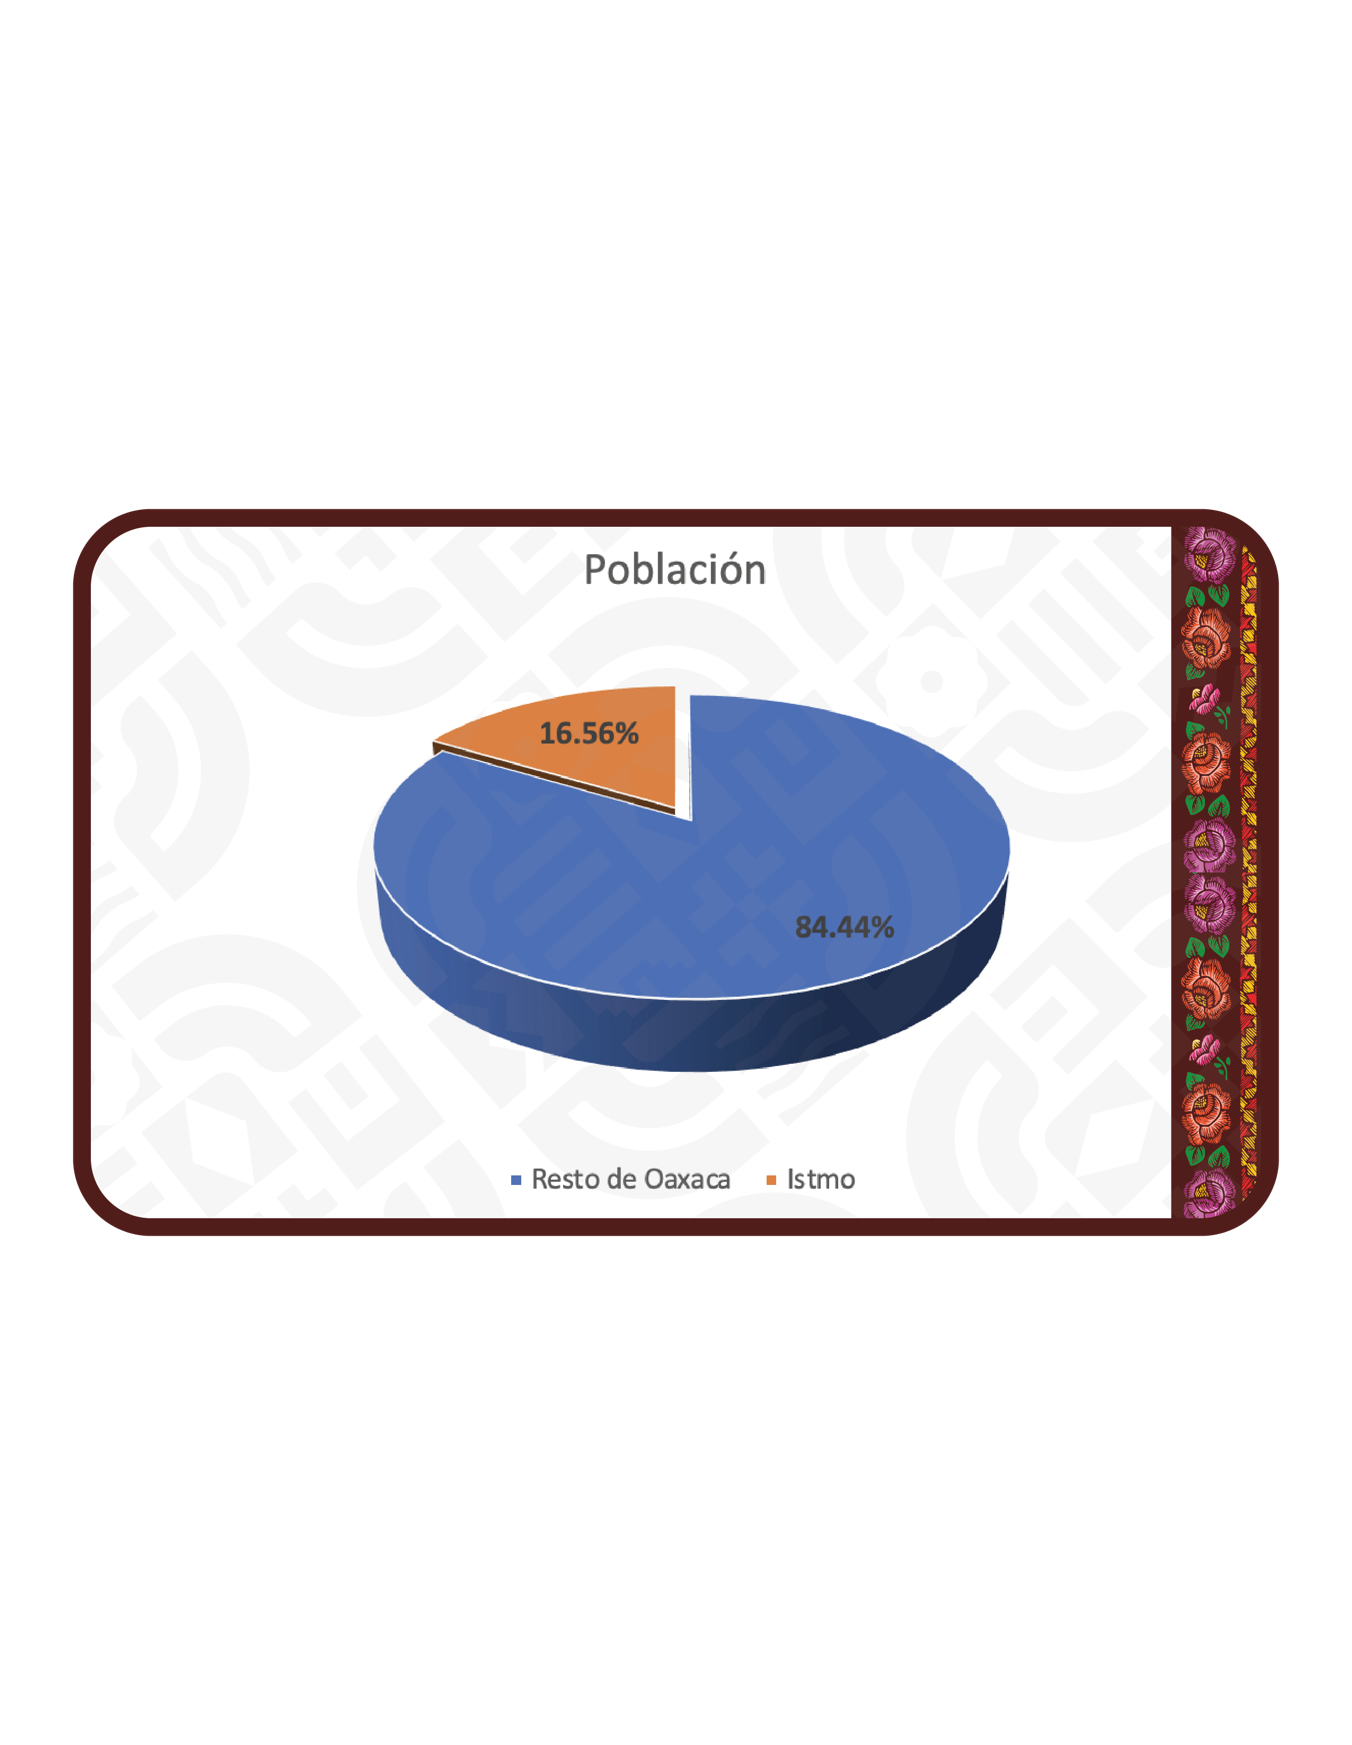 Población
16.56%
84.44%
Resto de Oaxaca Istmo